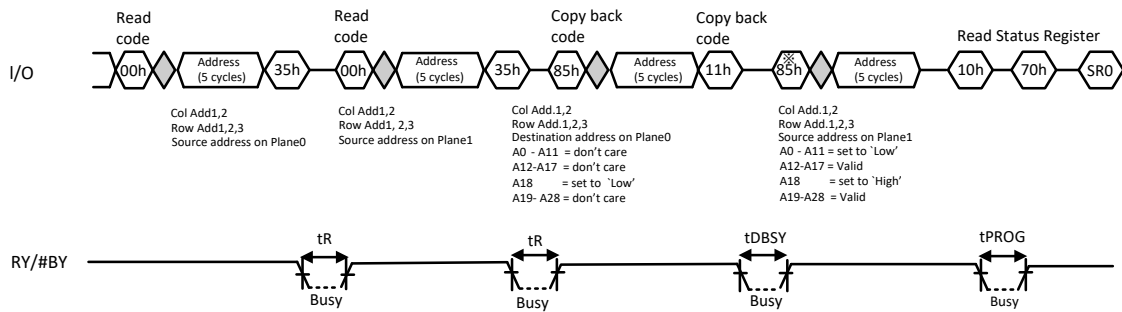 Read code
Read code
Copy back code
Copy back code
Read Status Register
I/O
00h
Address (5 cycles)
35h
00h
Address (5 cycles)
35h
85h
Address (5 cycles)
11h
※
85h
Address (5 cycles)
10h
70h
SR0
Col Add1,2
Row Add1,2,3
Source address on Plane0
Col Add1,2
Row Add1, 2,3
Source address on Plane1
Col Add.1,2
Row Add.1,2,3
Destination address on Plane0
A0 - A11 = don't care
A12-A17 = don't care
A18 = set to `Low'
A19- A28 = don't care
Col Add.1,2
Row Add.1,2,3
Source address on Plane1
A0 - A11 = set to `Low'
A12-A17 = Valid
A18 = set to `High'
A19-A28 = Valid
RY/#BY
tR
Busy
tR
Busy
tDBSY
Busy
tPROG
Busy